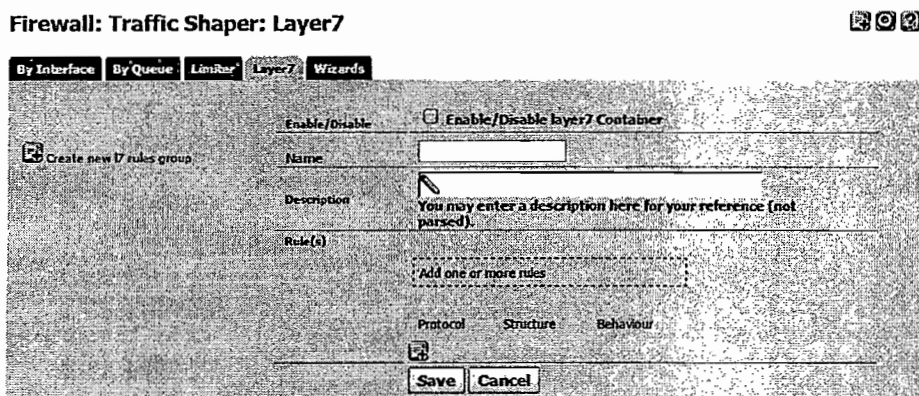 Firewall: Traffic Shaper: Layer7
By Interface By Queue Limiter Layer7 Wizards
Enable/Disable Enable/Disable layer7 Container
Create new l7 rules group
Name
Description
You may enter a description here for your reference (not
parsed).
Rule(s)
Add one or more rules
Protocol Structure Behaviour
Save Cancel